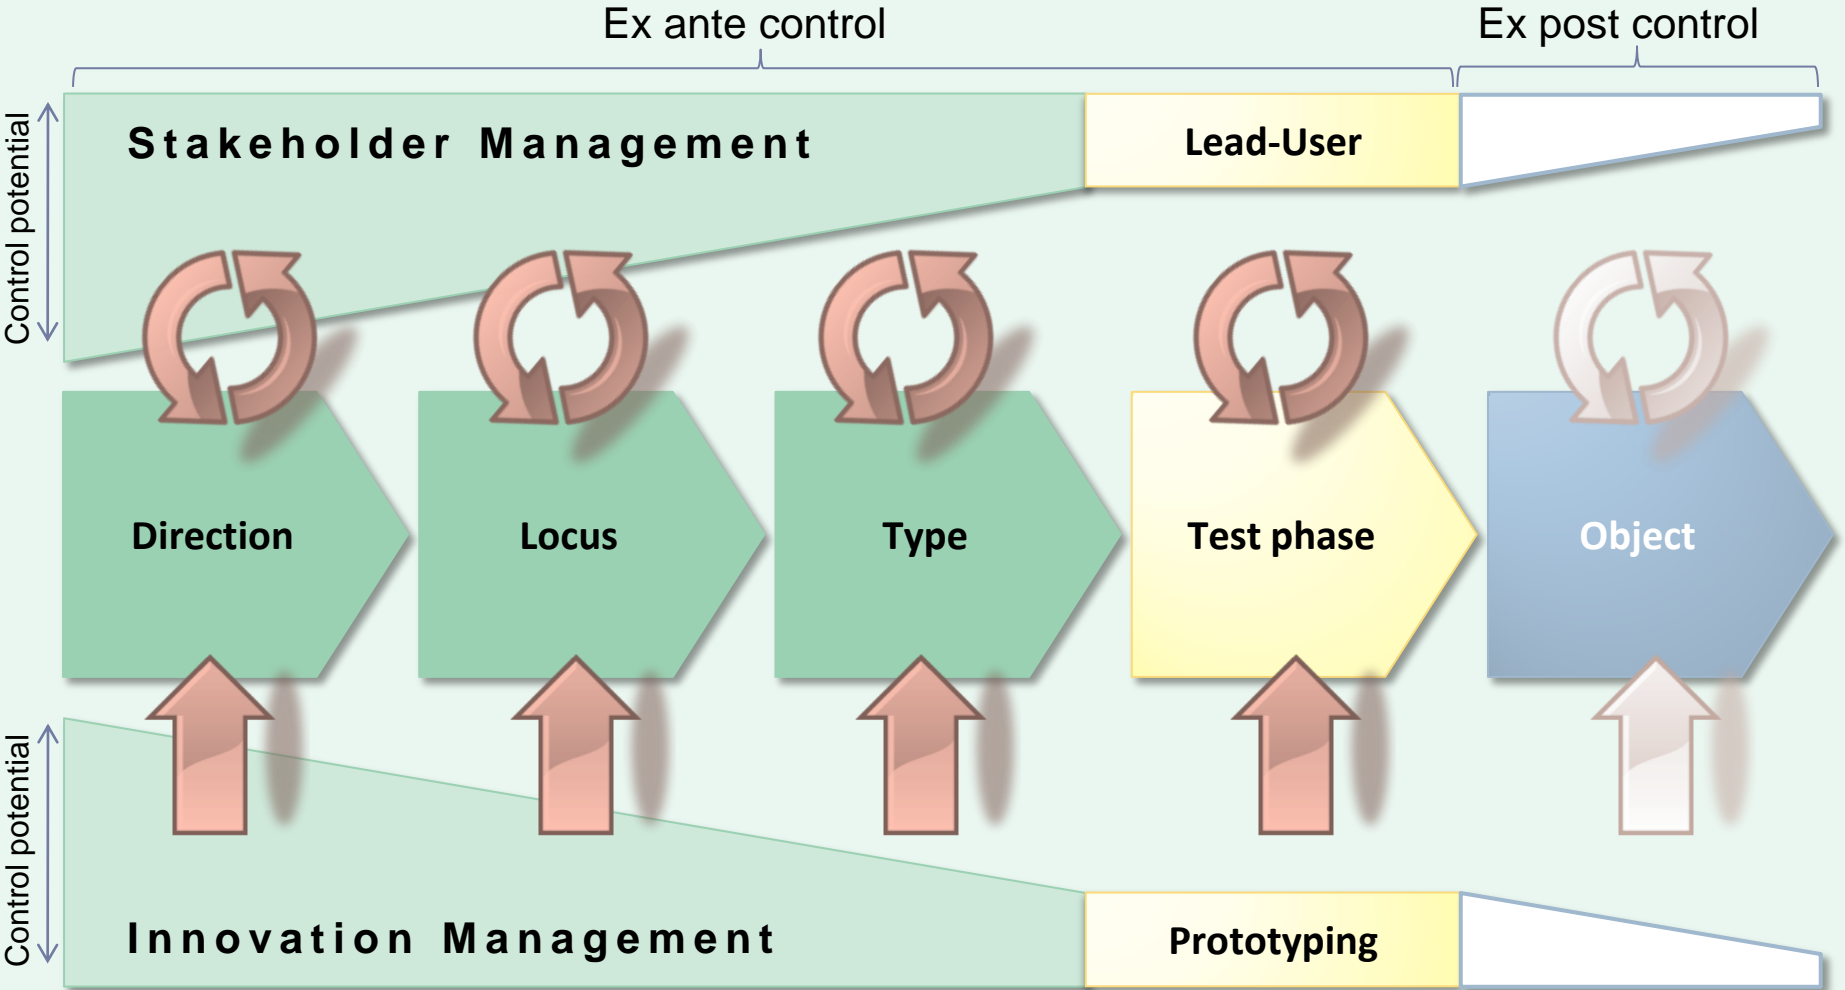 Ex ante control
Ex post control
Control potential
Stakeholder Management
Lead-User
Direction
Locus
Type
Test phase
Object
Control potential
Innovation Management
Prototyping